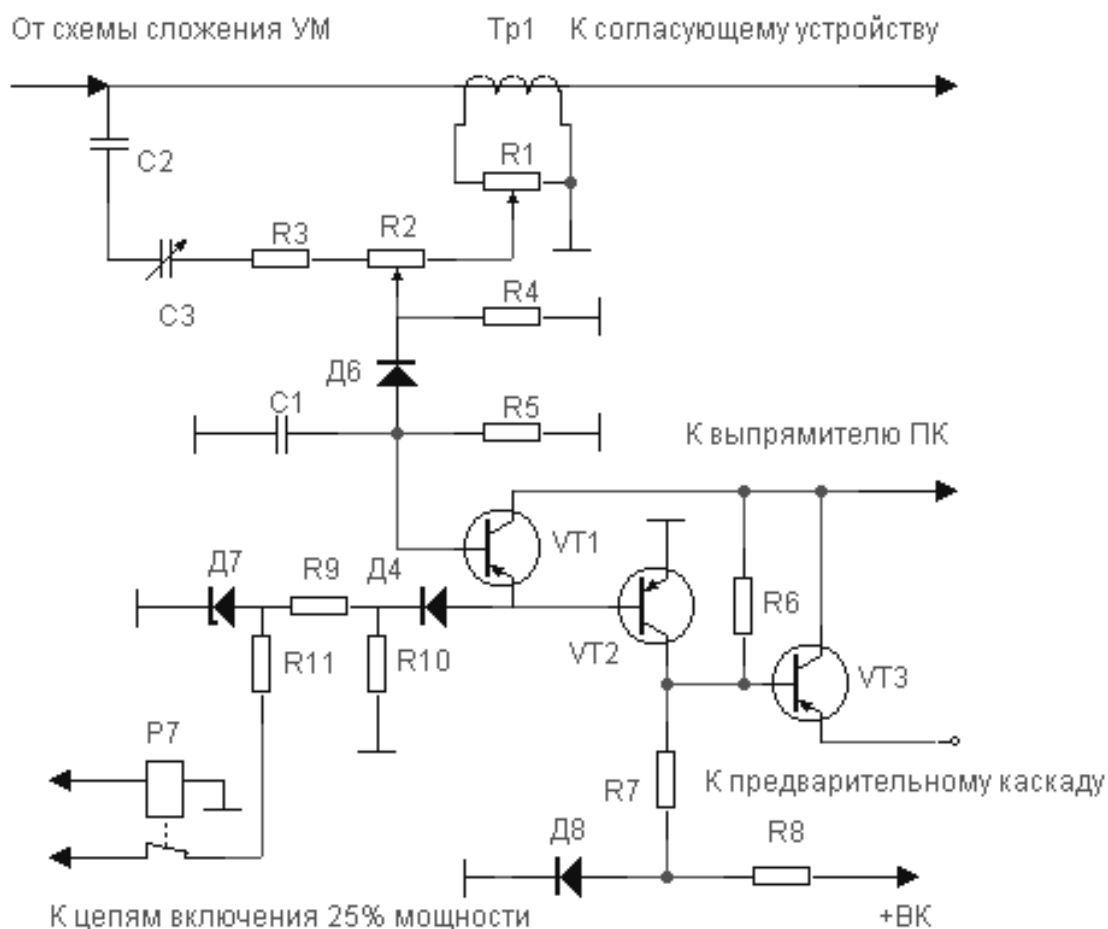 От схемы сложения УМ
Тр1
К согласующему устройству
C2
R1
R3
R2
C3
R4
Д6
C1
R5
К выпрямителю ПК
VT1
Д7
R9
Д4
R6
VT2
R11
R10
VT3
P7
R7
К предварительному каскаду
Д8
R8
К цепям включения 25% мощности
+ВК